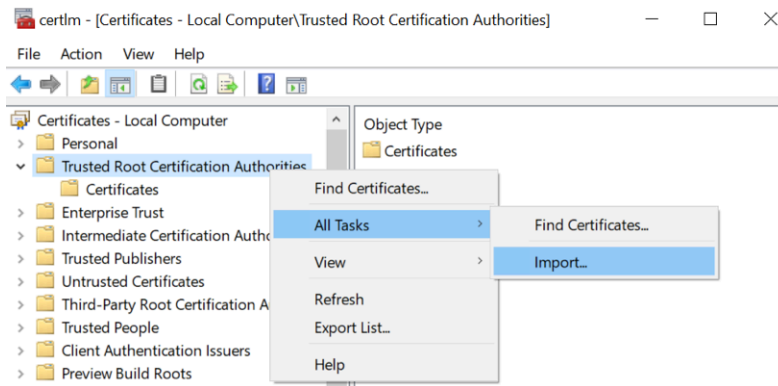 certlm - [Certificates - Local Computer\Trusted Root Certification Authorities]
File Action View Help
Certificates - Local Computer
Personal
Trusted Root Certification Authorities
Certificates
Enterprise Trust
Intermediate Certification Autho
Trusted Publishers
Untrusted Certificates
Third-Party Root Certification A
Trusted People
Client Authentication Issuers
Preview Build Roots
Object Type
Certificates
Find Certificates...
All Tasks
View
Refresh
Export List...
Help
Find Certificates...
Import...